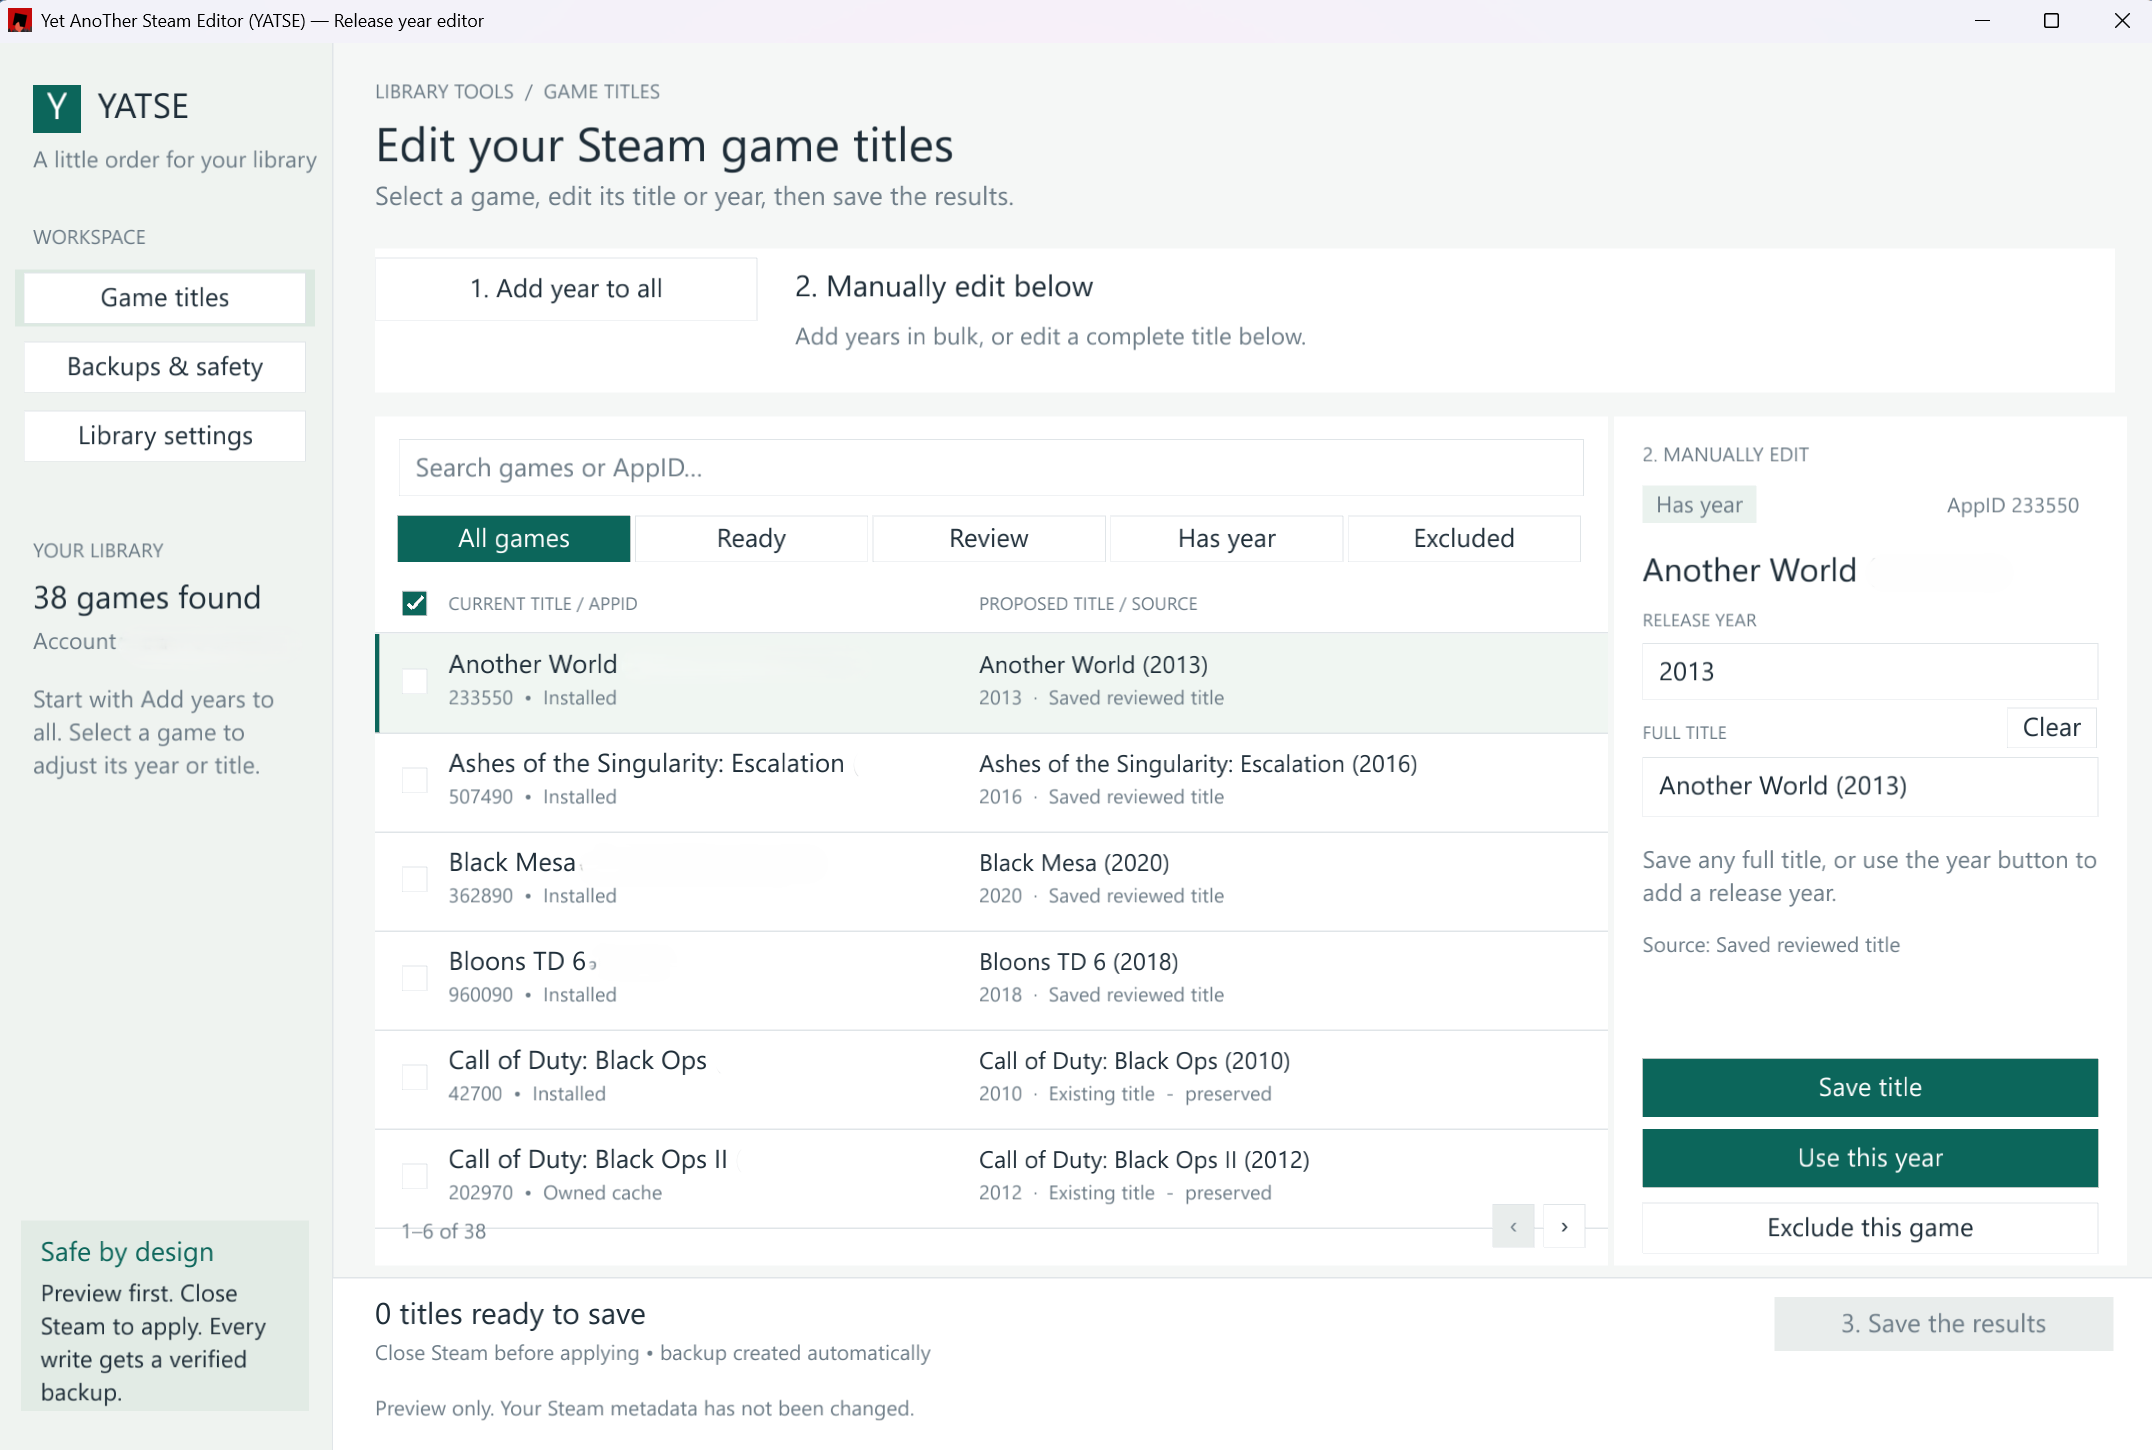 Yet AnoTher Steam Editor (YATSE) — Release year editor
Y YATSE
A little order for your library
WORKSPACE
Game titles
Backups & safety
Library settings
YOUR LIBRARY
38 games found
Account
Start with Add years to
all. Select a game to
adjust its year or title.
Safe by design
Preview first. Close
Steam to apply. Every
write gets a verified
backup.
LIBRARY TOOLS / GAME TITLES
Edit your Steam game titles
Select a game, edit its title or year, then save the results.
1. Add year to all
2. Manually edit below
Add years in bulk, or edit a complete title below.
Search games or AppID...
All games Ready Review Has year Excluded
CURRENT TITLE / APPID PROPOSED TITLE / SOURCE
Another World Another World (2013)
233550 • Installed 2013 · Saved reviewed title
Ashes of the Singularity: Escalation Ashes of the Singularity: Escalation (2016)
507490 • Installed 2016 · Saved reviewed title
Black Mesa Black Mesa (2020)
362890 • Installed 2020 · Saved reviewed title
Bloons TD 6 Bloons TD 6 (2018)
960090 • Installed 2018 · Saved reviewed title
Call of Duty: Black Ops Call of Duty: Black Ops (2010)
42700 • Installed 2010 · Existing title - preserved
Call of Duty: Black Ops II Call of Duty: Black Ops II (2012)
202970 • Owned cache 2012 · Existing title - preserved
1–6 of 38 ‹ ›
2. MANUALLY EDIT
Has year AppID 233550
Another World
RELEASE YEAR
2013
FULL TITLE Clear
Another World (2013)
Save any full title, or use the year button to
add a release year.
Source: Saved reviewed title
Save title
Use this year
Exclude this game
0 titles ready to save
Close Steam before applying • backup created automatically
Preview only. Your Steam metadata has not been changed.
3. Save the results